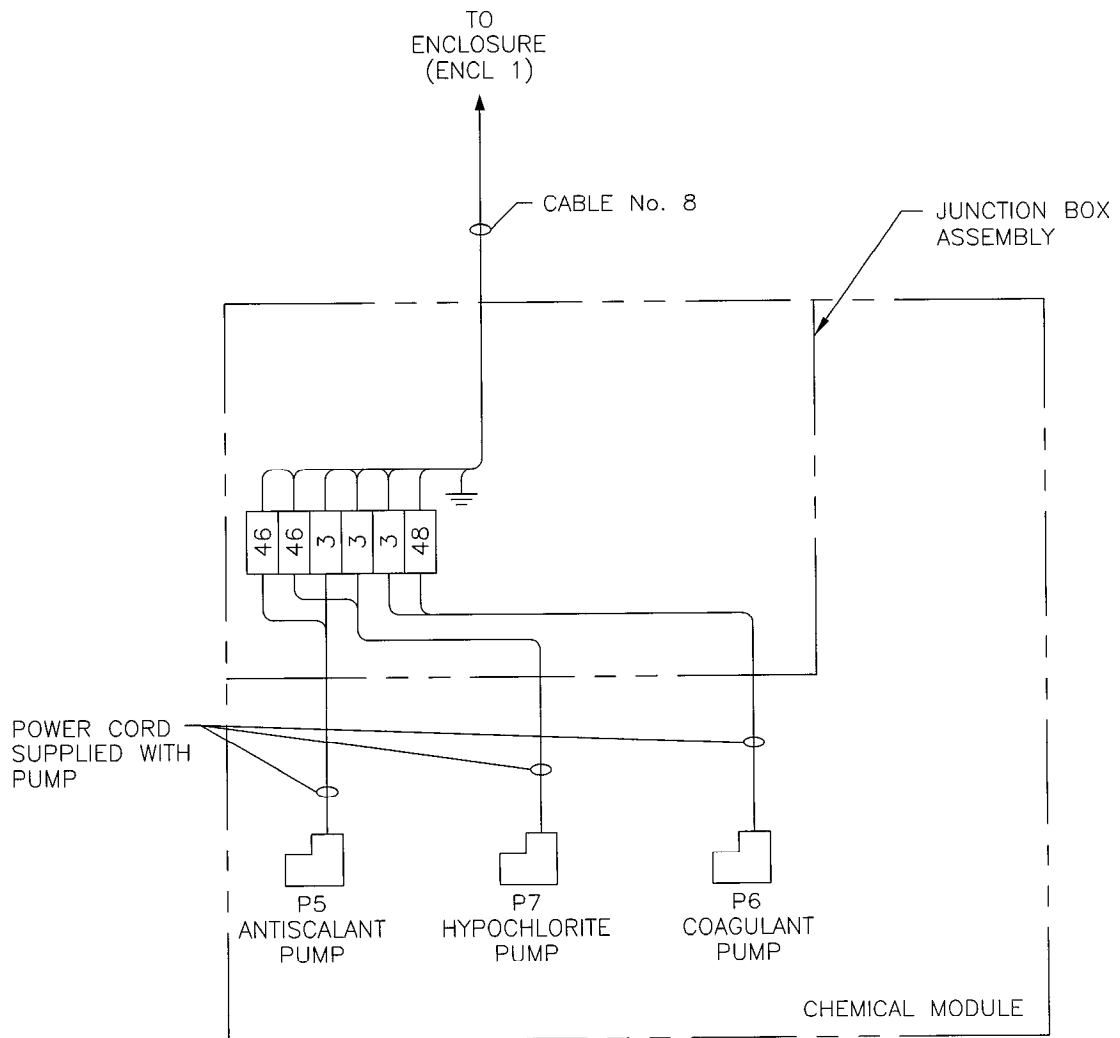 TO
ENCLOSURE
(ENCL 1)
CABLE No. 8
JUNCTION BOX
ASSEMBLY
46
46
3
3
3
48
POWER CORD
SUPPLIED WITH
PUMP
P5
ANTISCALANT
PUMP
P7
HYPOCHLORITE
PUMP
P6
COAGULANT
PUMP
CHEMICAL MODULE